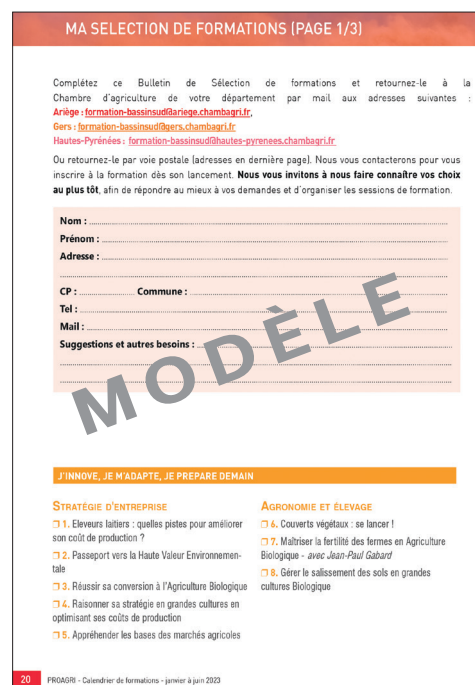 MA SELECTION DE FORMATIONS (PAGE 1/3)
Complétez ce Bulletin de Sélection de formations et retournez-le à la
Chambre d'agriculture de votre département par mail aux adresses suivantes :
Ariège : formation-bassinsud@ariege.chambagri.fr,
Gers : formation-bassinsud@gers.chambagri.fr
Hautes-Pyrénées : formation-bassinsud@hautes-pyrenees.chambagri.fr
Ou retournez-le par voie postale (adresses en dernière page). Nous vous contacterons pour vous
inscrire à la formation dès son lancement. Nous vous invitons à nous faire connaître vos choix
au plus tôt, afin de répondre au mieux à vos demandes et d'organiser les sessions de formation.
Nom :
Prénom :
Adresse :
CP : Commune :
Tel :
Mail :
Suggestions et autres besoins :
MODÈLE
J'INNOVE, JE M'ADAPTE, JE PREPARE DEMAIN
STRATÉGIE D'ENTREPRISE
❒ 1. Eleveurs laitiers : quelles pistes pour améliorer
son coût de production ?
❒ 2. Passeport vers la Haute Valeur Environnemen-
tale
❒ 3. Réussir sa conversion à l'Agriculture Biologique
❒ 4. Raisonner sa stratégie en grandes cultures en
optimisant ses coûts de production
❒ 5. Appréhender les bases des marchés agricoles
AGRONOMIE ET ÉLEVAGE
❒ 6. Couverts végétaux : se lancer !
❒ 7. Maîtriser la fertilité des fermes en Agriculture
Biologique - avec Jean-Paul Gabard
❒ 8. Gérer le salissement des sols en grandes
cultures Biologique
20 PROAGRI - Calendrier de formations - janvier à juin 2023